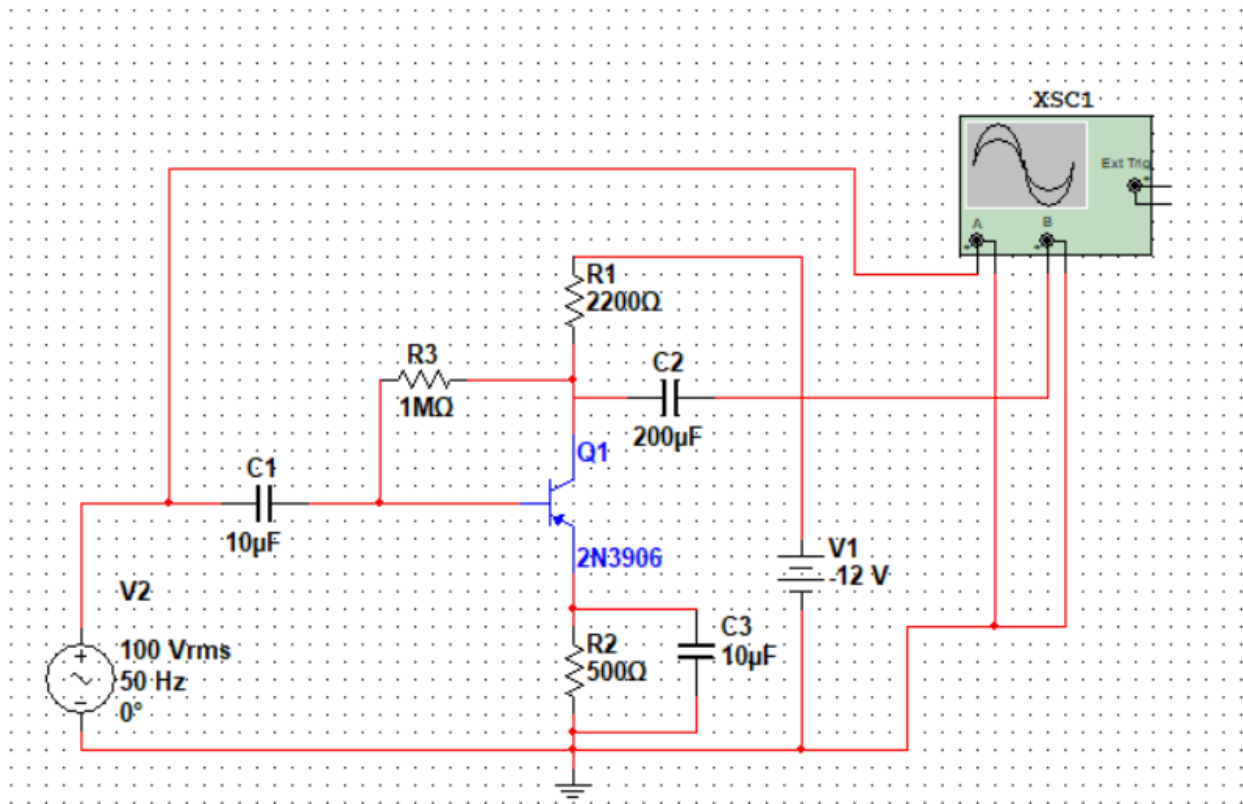 XSC1
Ext Trig
+
A
B
+
+
R1
2200Ω
R3
1MΩ
C2
200µF
Q1
C1
10µF
2N3906
V1
-12 V
V2
C3
10µF
R2
500Ω
100 Vrms
50 Hz
0°